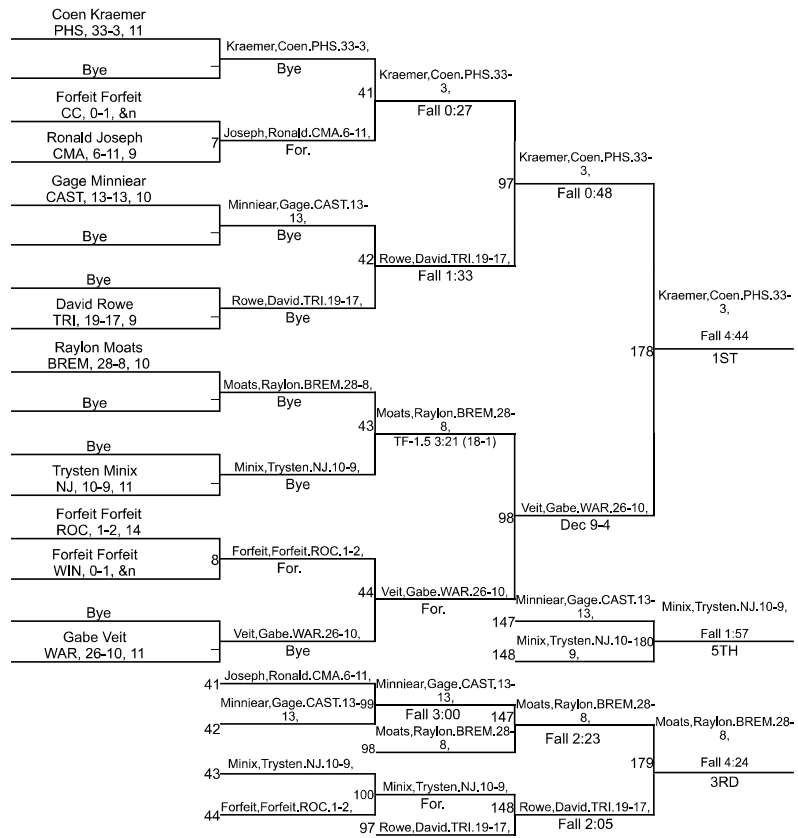 Coen Kraemer
PHS, 33-3, 11
Kraemer,Coen.PHS.33-3,
Bye
Bye
Kraemer,Coen.PHS.33-
3,
41
Fall 0:27
Forfeit Forfeit
CC, 0-1, &n
7
Joseph,Ronald.CMA.6-11,
For.
Ronald Joseph
CMA, 6-11, 9
Kraemer,Coen.PHS.33-
3,
97
Fall 0:48
Gage Minniear
CAST, 13-13, 10
Minniear,Gage.CAST.13-
13,
Bye
Bye
42
Rowe,David.TRI.19-17,
Fall 1:33
Bye
Rowe,David.TRI.19-17,
Bye
David Rowe
TRI, 19-17, 9
Kraemer,Coen.PHS.33-
3,
Fall 4:44
178
1ST
Raylon Moats
BREM, 28-8, 10
Moats,Raylon.BREM.28-8,
Bye
Bye
Moats,Raylon.BREM.28-
8,
43
TF-1.5 3:21 (18-1)
Bye
Minix,Trysten.NJ.10-9,
Bye
Trysten Minix
NJ, 10-9, 11
98
Veit,Gabe.WAR.26-10,
Dec 9-4
Forfeit Forfeit
ROC, 1-2, 14
8
Forfeit,Forfeit.ROC.1-2,
For.
Forfeit Forfeit
WIN, 0-1, &n
44
Veit,Gabe.WAR.26-10,
For.
Bye
Veit,Gabe.WAR.26-10,
Bye
Gabe Veit
WAR, 26-10, 11
Minniear,Gage.CAST.13-
13,
147
Minix,Trysten.NJ.10-
9,
148
180
Minix,Trysten.NJ.10-9,
Fall 1:57
5TH
Joseph,Ronald.CMA.6-11,
41
Minniear,Gage.CAST.13-
13,
42
99
Minniear,Gage.CAST.13-
13,
Fall 3:00
147
Moats,Raylon.BREM.28-
8,
98
Moats,Raylon.BREM.28-
8,
Fall 2:23
Moats,Raylon.BREM.28-
8,
Fall 4:24
179
3RD
43
Minix,Trysten.NJ.10-9,
100
Minix,Trysten.NJ.10-9,
For.
44
Forfeit,Forfeit.ROC.1-2,
148
Rowe,David.TRI.19-17,
Fall 2:05
97
Rowe,David.TRI.19-17,